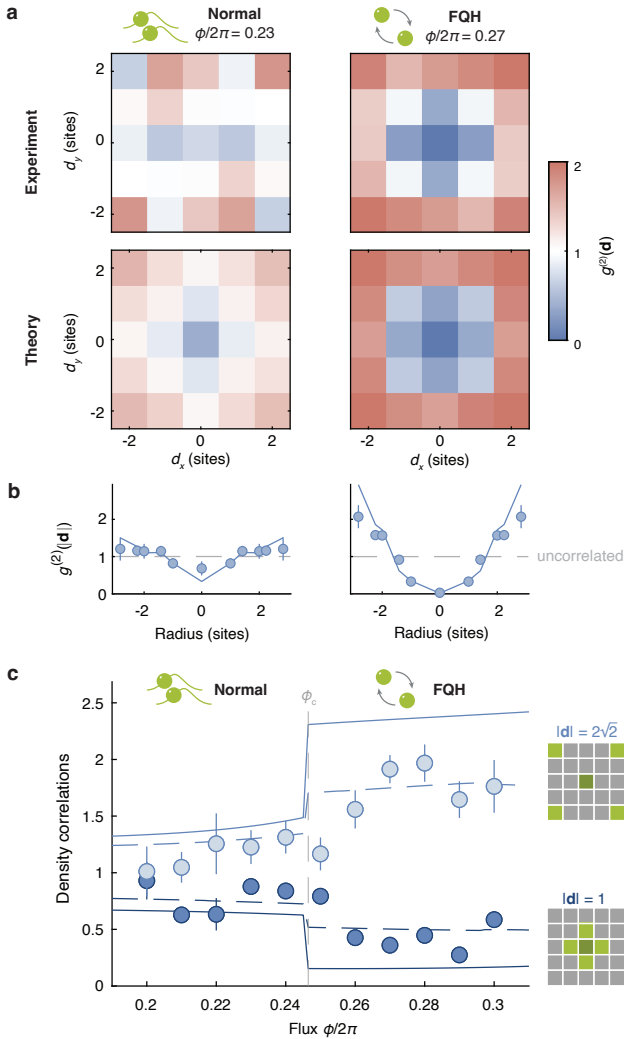 a
Normal
ϕ/2π = 0.23
FQH
ϕ/2π = 0.27
Experiment
d_y (sites)
2
0
-2
Theory
d_y (sites)
2
0
-2
-2 0 2
d_x (sites)
-2 0 2
d_x (sites)
2
1
0
g^(2)(d)
b
g^(2)(|d|)
2
1
0
-2 0 2
Radius (sites)
-2 0 2
Radius (sites)
uncorrelated
c
Normal
ϕ_c
FQH
Density correlations
2.5
2
1.5
1
0.5
0
0.2 0.22 0.24 0.26 0.28 0.3
Flux ϕ/2π
|d| = 2√2
|d| = 1